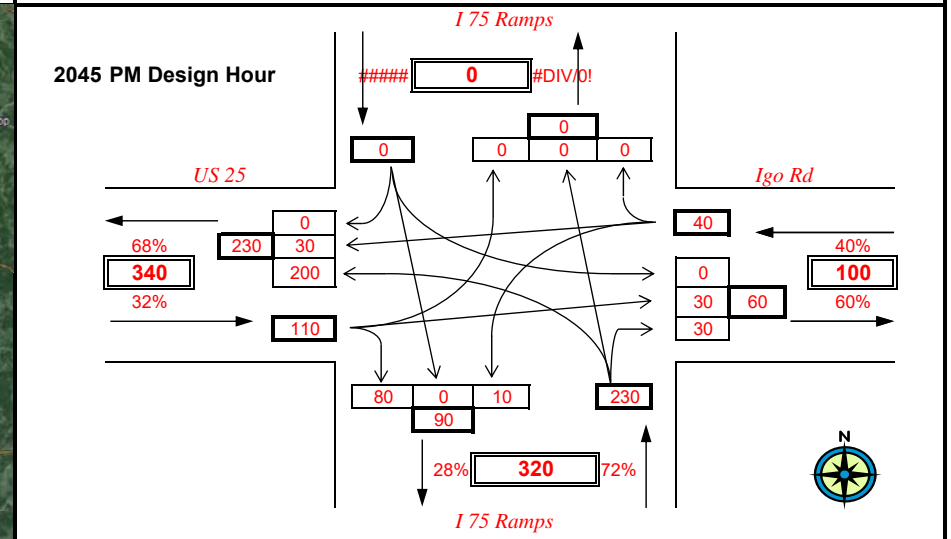 I 75 Ramps
2045 PM Design Hour
##### 0 #DIV/0!
0
0 0 0 0
US 25
Igo Rd
0 40
68% 230 30 40%
340 200 0 100
32% 30 60 60%
110 30
80 0 10 230
90
28% 320 72%
N
I 75 Ramps